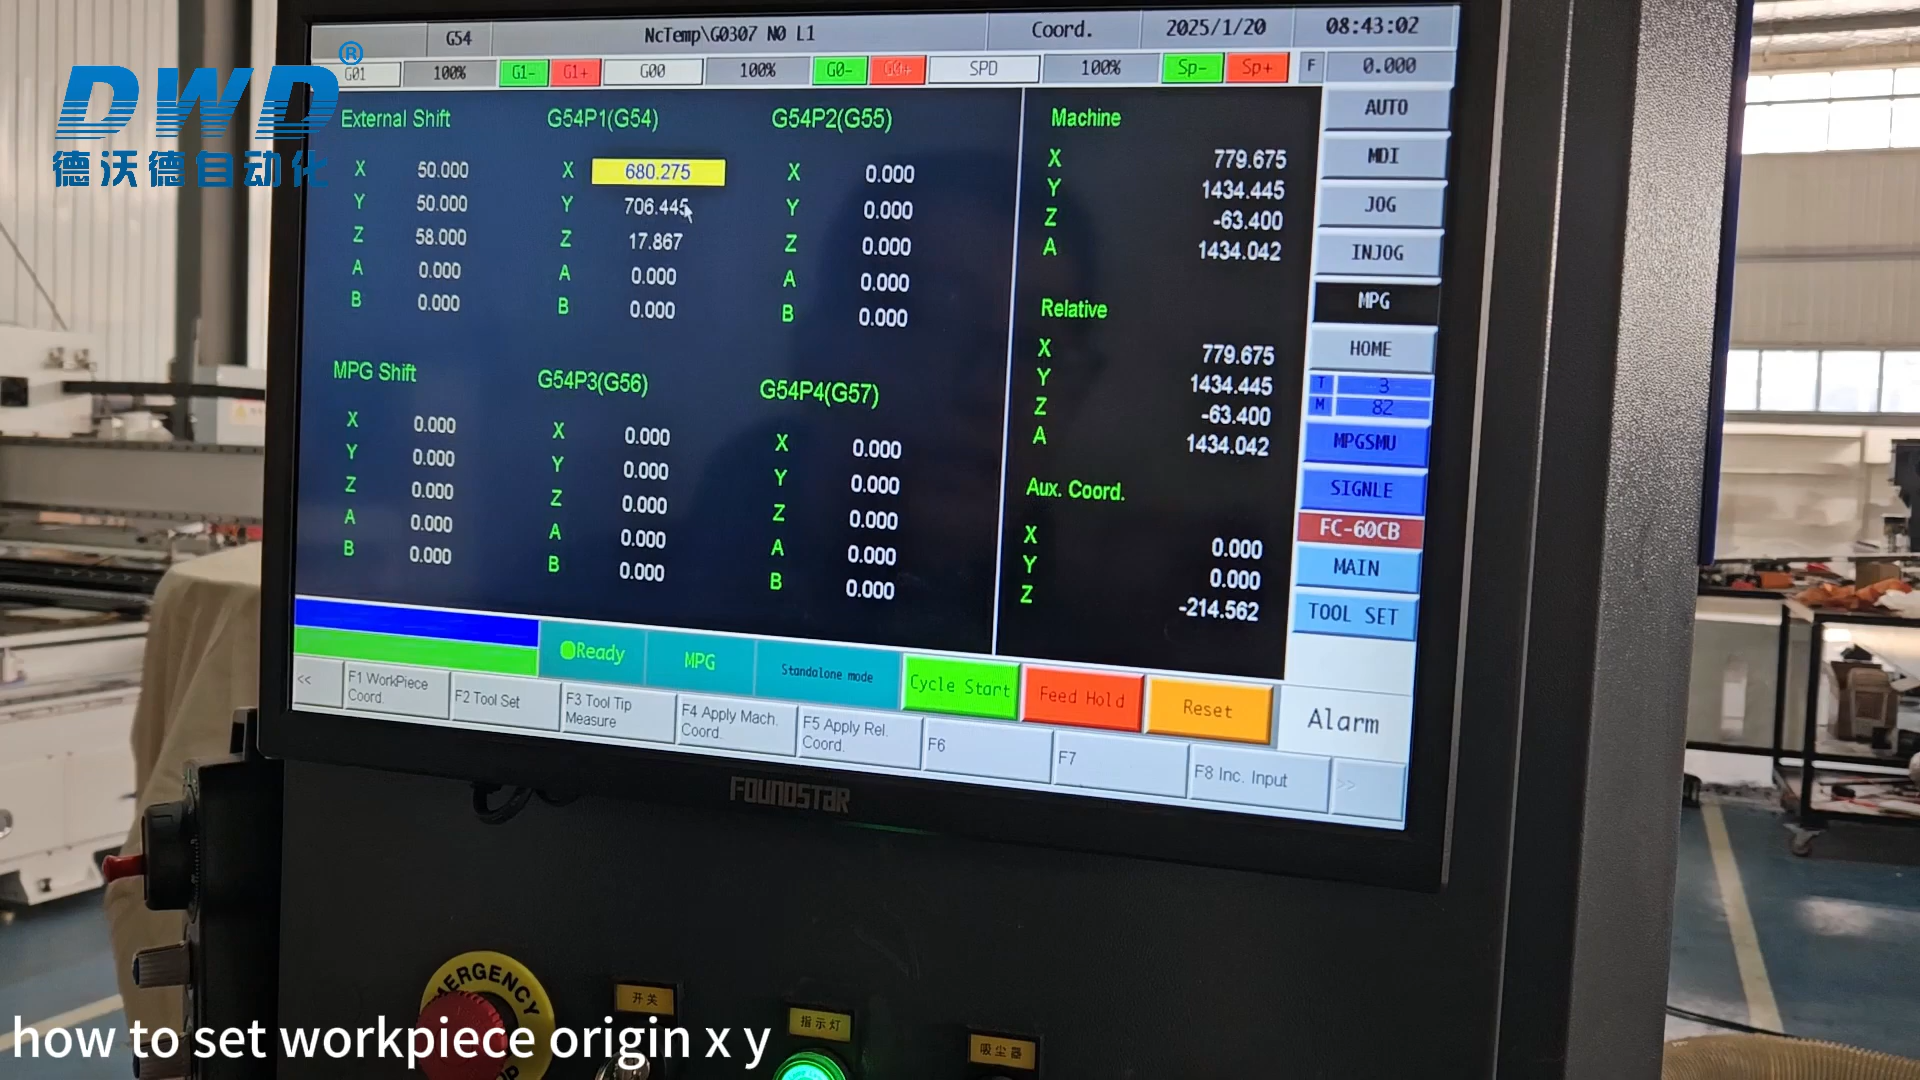 G54 NcTemp\G0307 N0 L1 Coord. 2025/1/20 08:43:02
G01 100% G1- G1+ G00 100% G0- G0+ SPD 100% Sp- Sp+ F 0.000
DWD®
德沃德自动化
External Shift
X 50.000
Y 50.000
Z 58.000
A 0.000
B 0.000
G54P1(G54)
X 680.275
Y 706.445
Z 17.867
A 0.000
B 0.000
G54P2(G55)
X 0.000
Y 0.000
Z 0.000
A 0.000
B 0.000
MPG Shift
X 0.000
Y 0.000
Z 0.000
A 0.000
B 0.000
G54P3(G56)
X 0.000
Y 0.000
Z 0.000
A 0.000
B 0.000
G54P4(G57)
X 0.000
Y 0.000
Z 0.000
A 0.000
B 0.000
Machine
X 779.675
Y 1434.445
Z -63.400
A 1434.042
Relative
X 779.675
Y 1434.445
Z -63.400
A 1434.042
Aux. Coord.
X 0.000
Y 0.000
Z -214.562
AUTO
MDI
JOG
INJOG
MPG
HOME
T 3
M 82
MPGSMU
SIGNLE
FC-60CB
MAIN
TOOL SET
Ready MPG Standalone mode Cycle Start Feed Hold Reset Alarm
<<
F1 WorkPiece
Coord.
F2 Tool Set
F3 Tool Tip
Measure
F4 Apply Mach.
Coord.
F5 Apply Rel.
Coord.
F6
F7
F8 Inc. Input
>>
FOUNDSTAR
EMERGENCY
开关
指示灯
吸尘器
how to set workpiece origin x y